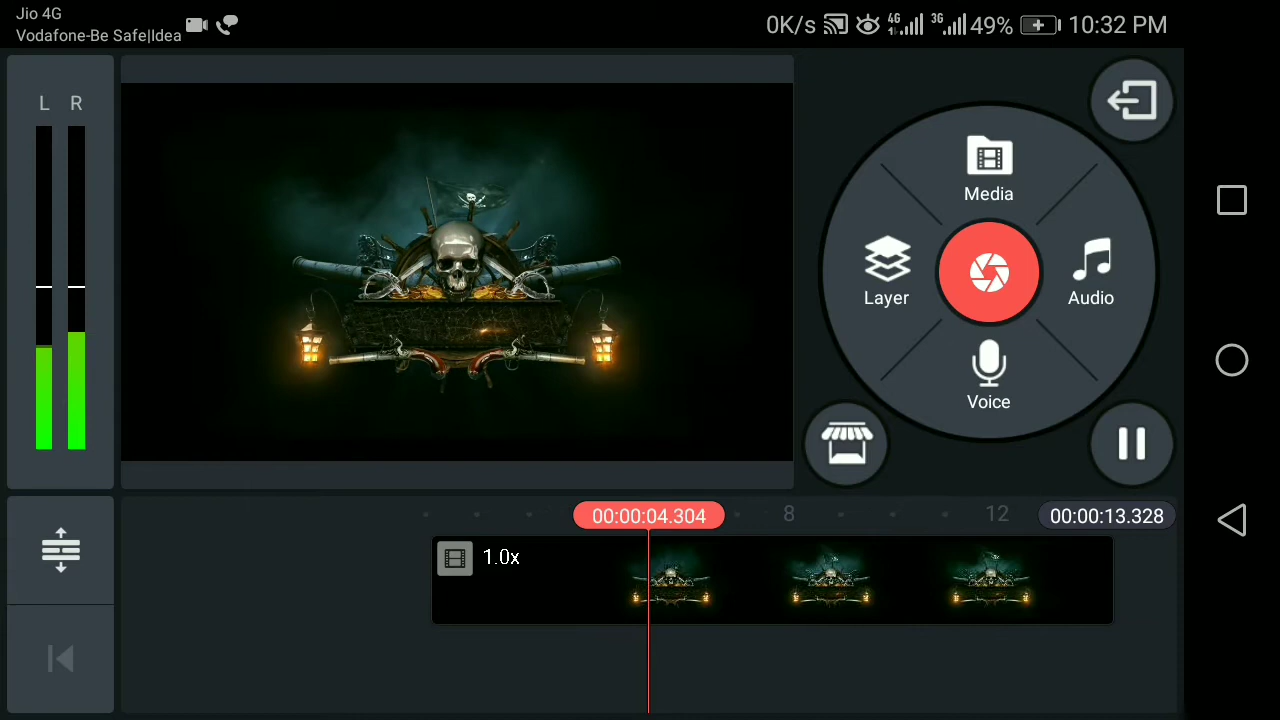 Jio 4G
Vodafone-Be Safe|Idea
0K/s 4G 3G 49% 10:32 PM
L R
Media
Layer
Audio
Voice
00:00:04.304 8 12 00:00:13.328
1.0x